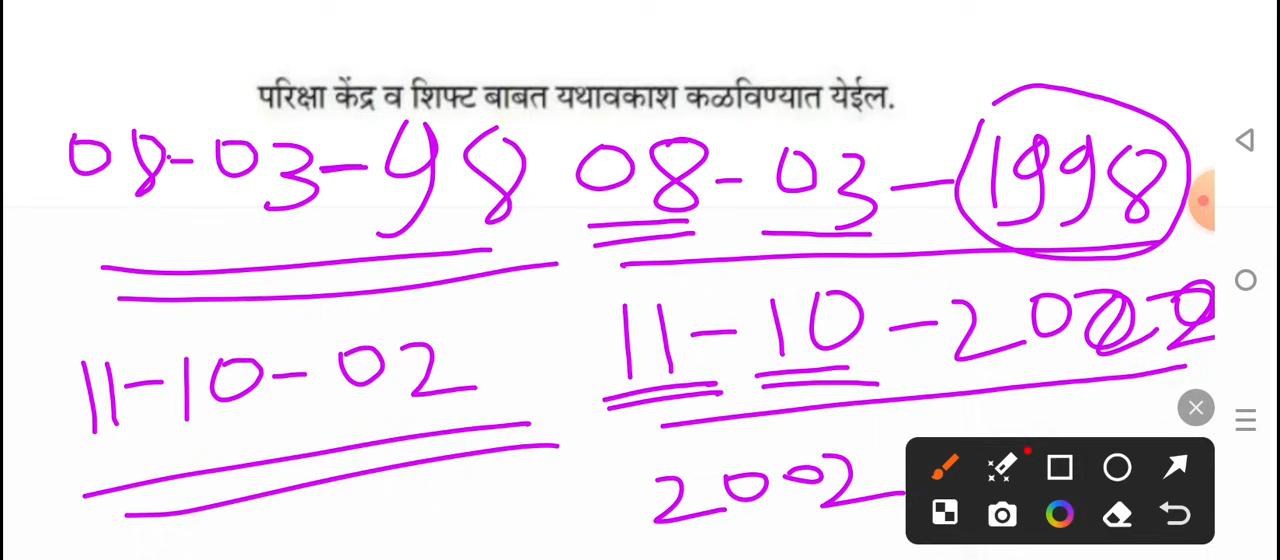 परिक्षा केंद्र व शिफ्ट बाबत यथावकाश कळविण्यात येईल.
08-03-98 08-03-1998
11-10-02 11-10-2002
2002